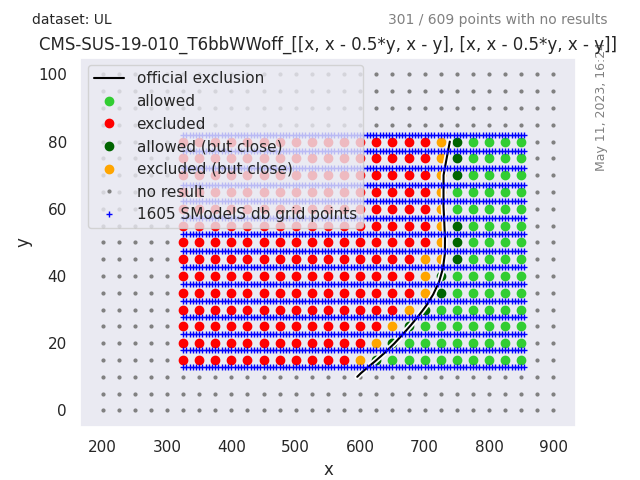 dataset: UL
301 / 609 points with no results
CMS-SUS-19-010_T6bbWWoff_[[x, x - 0.5*y, x - y], [x, x - 0.5*y, x - y]]
May 11, 2023, 16:2
official exclusion
allowed
excluded
allowed (but close)
excluded (but close)
no result
1605 SModelS db grid points
y
100
80
60
40
20
0
200 300 400 500 600 700 800 900
x